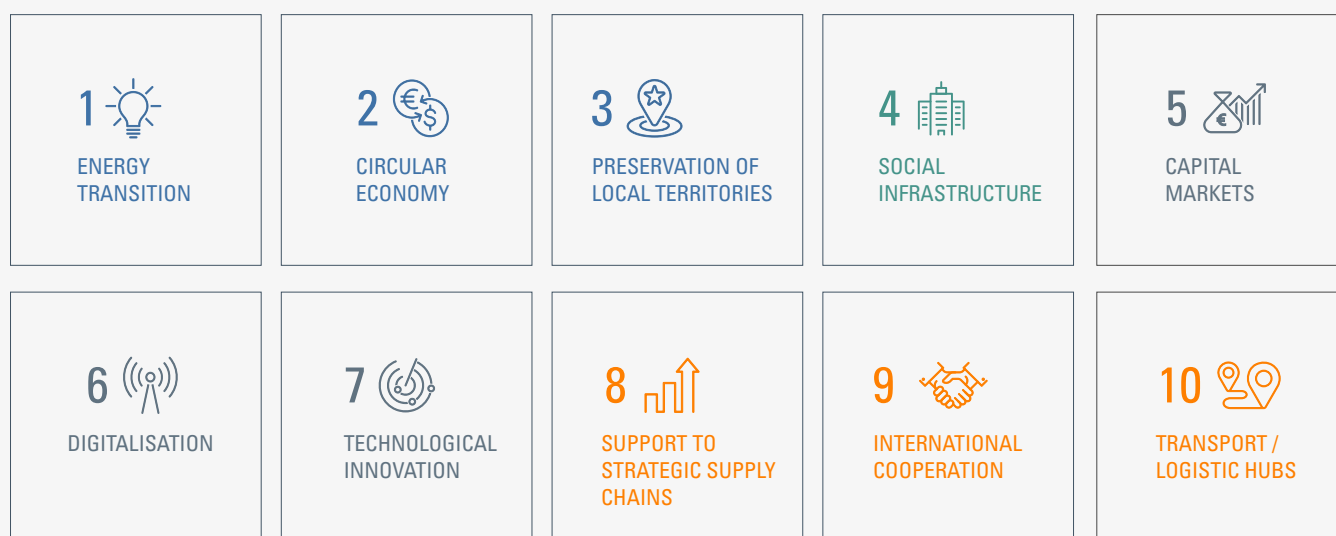 1
ENERGY
TRANSITION
2
€
$
CIRCULAR
ECONOMY
3
PRESERVATION OF
LOCAL TERRITORIES
4
SOCIAL
INFRASTRUCTURE
5
€
CAPITAL
MARKETS
6
DIGITALISATION
7
TECHNOLOGICAL
INNOVATION
8
SUPPORT TO
STRATEGIC SUPPLY
CHAINS
9
INTERNATIONAL
COOPERATION
10
TRANSPORT /
LOGISTIC HUBS